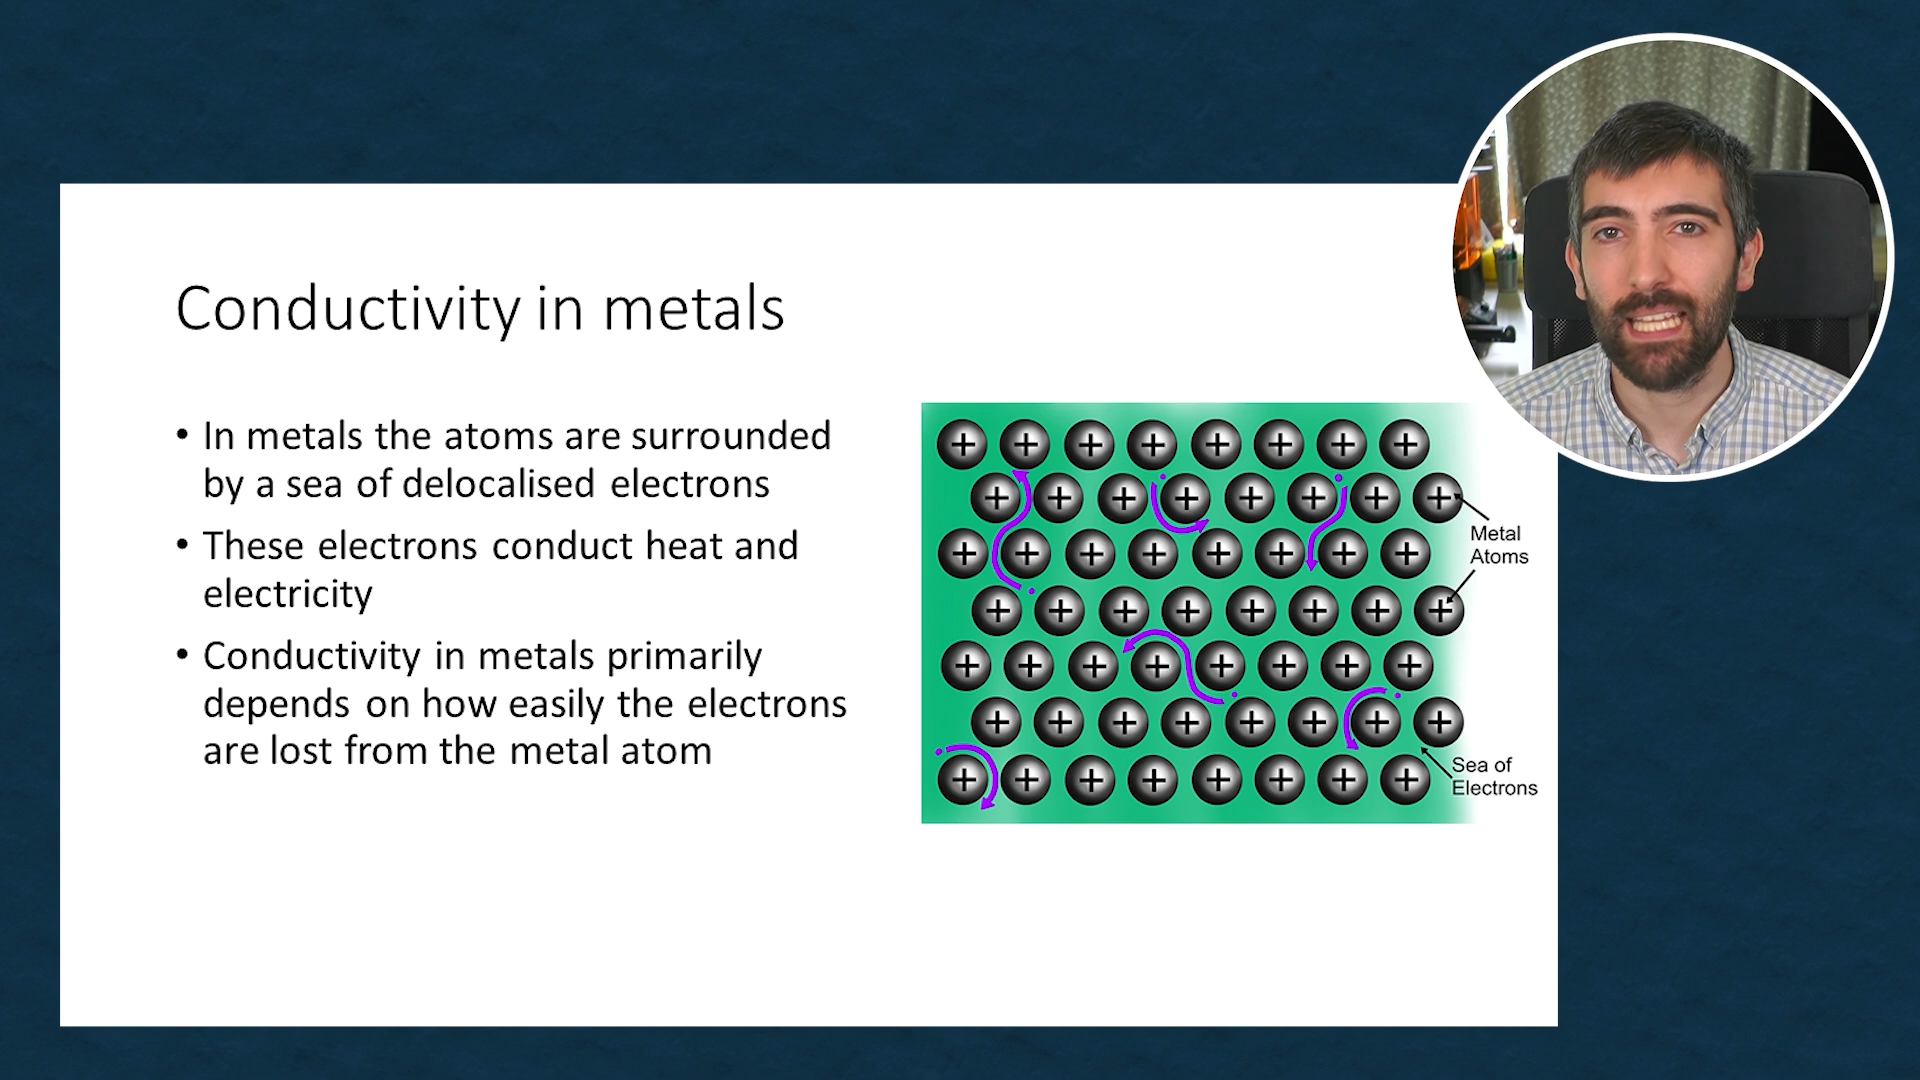 Conductivity in metals
• In metals the atoms are surrounded
by a sea of delocalised electrons
• These electrons conduct heat and
electricity
• Conductivity in metals primarily
depends on how easily the electrons
are lost from the metal atom
Metal
Atoms
Sea of
Electrons